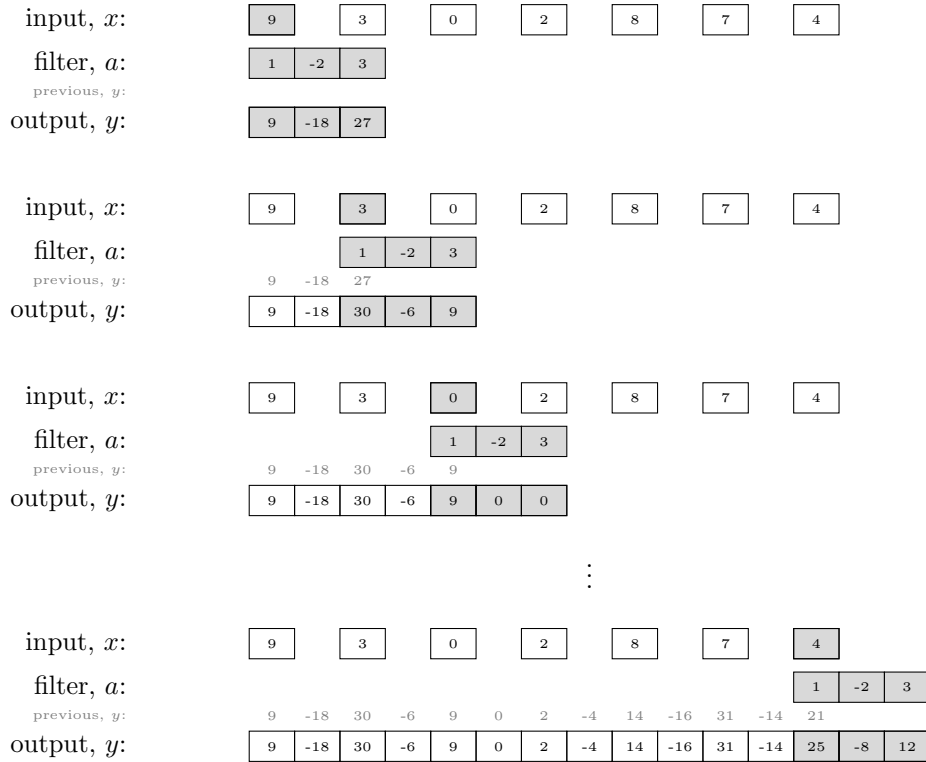 input, x: 9 3 0 2 8 7 4
filter, a: 1 -2 3
previous, y:
output, y: 9 -18 27
input, x: 9 3 0 2 8 7 4
filter, a: 1 -2 3
previous, y: 9 -18 27
output, y: 9 -18 30 -6 9
input, x: 9 3 0 2 8 7 4
filter, a: 1 -2 3
previous, y: 9 -18 30 -6 9
output, y: 9 -18 30 -6 9 0 0
⋮
input, x: 9 3 0 2 8 7 4
filter, a: 1 -2 3
previous, y: 9 -18 30 -6 9 0 2 -4 14 -16 31 -14 21
output, y: 9 -18 30 -6 9 0 2 -4 14 -16 31 -14 25 -8 12